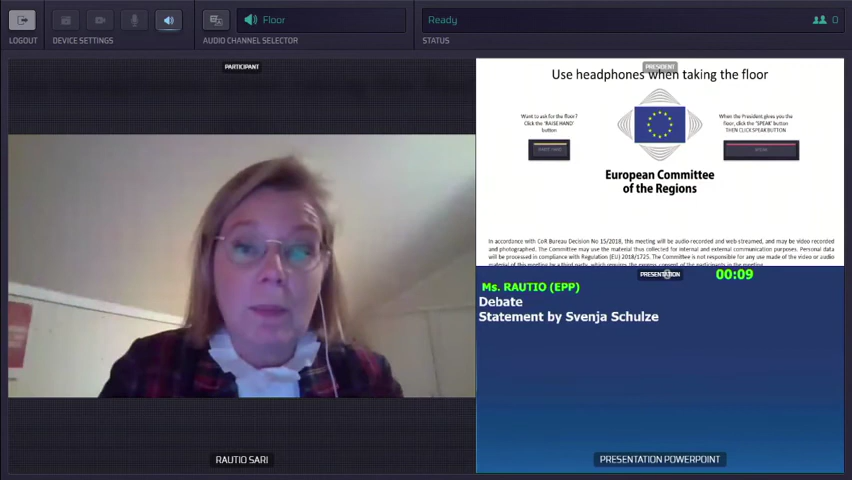 Floor
Ready
0
LOGOUT
DEVICE SETTINGS
AUDIO CHANNEL SELECTOR
STATUS
PARTICIPANT
RAUTIO SARI
PRESIDENT
Use headphones when taking the floor
Want to ask for the floor?
Click the "RAISE HAND"
button
When the President gives you the
floor, click the "SPEAK" button
THEN CLICK SPEAK BUTTON
SPEAK
European Committee
of the Regions
In accordance with CoR Bureau Decision No 15/2018, this meeting will be audio-recorded and web streamed, and may be video recorded
and photographed. The Committee may use the material thus collected for internal and external communication purposes. Personal data
will be processed in compliance with Regulation (EU) 2018/1725. The Committee is not responsible for any use made of the video or audio
PRESENTATION
00:09
Ms. RAUTIO (EPP)
Debate
Statement by Svenja Schulze
PRESENTATION POWERPOINT